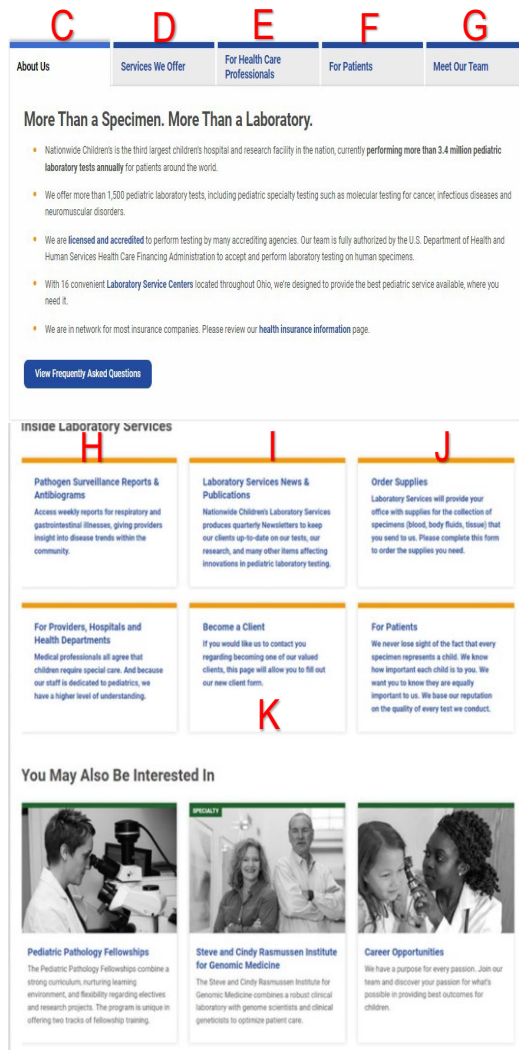 C D E F G
About Us
Services We Offer
For Health Care
Professionals
For Patients
Meet Our Team
More Than a Specimen. More Than a Laboratory.
Nationwide Children's is the third largest children's hospital and research facility in the nation, currently performing more than 3.4 million pediatric
laboratory tests annually for patients around the world.
We offer more than 1,500 pediatric laboratory tests, including pediatric specialty testing such as molecular testing for cancer, infectious diseases and
neuromuscular disorders.
We are licensed and accredited to perform testing by many accrediting agencies. Our team is fully authorized by the U.S. Department of Health and
Human Services Health Care Financing Administration to accept and perform laboratory testing on human specimens.
With 16 convenient Laboratory Service Centers located throughout Ohio, we're designed to provide the best pediatric service available, where you
need it.
We are in network for most insurance companies. Please review our health insurance information page.
View Frequently Asked Questions
Inside Laboratory Services
H I J
Pathogen Surveillance Reports &
Antibiograms
Access weekly reports for respiratory and
gastrointestinal illnesses, giving providers
insight into disease trends within the
community.
Laboratory Services News &
Publications
Nationwide Children's Laboratory Services
produces quarterly Newsletters to keep
our clients up-to-date on our tests, our
research, and many other items affecting
innovations in pediatric laboratory testing.
Order Supplies
Laboratory Services will provide your
office with supplies for the collection of
specimens (blood, body fluids, tissue) that
you send to us. Please complete this form
to order the supplies you need.
For Providers, Hospitals and
Health Departments
Medical professionals all agree that
children require special care. And because
our staff is dedicated to pediatrics, we
have a higher level of understanding.
Become a Client
If you would like us to contact you
regarding becoming one of our valued
clients, this page will allow you to fill out
our new client form.
K
For Patients
We never lose sight of the fact that every
specimen represents a child. We know
how important each child is to you. We
want you to know they are equally
important to us. We base our reputation
on the quality of every test we conduct.
You May Also Be Interested In
Pediatric Pathology Fellowships
The Pediatric Pathology Fellowships combine a
strong curriculum, nurturing learning
environment, and flexibility regarding electives
and research projects. The program is unique in
offering two tracks of fellowship training.
SPECIALTY
Steve and Cindy Rasmussen Institute
for Genomic Medicine
The Steve and Cindy Rasmussen Institute for
Genomic Medicine combines a robust clinical
laboratory with genome scientists and clinical
geneticists to optimize patient care.
Career Opportunities
We have a purpose for every passion. Join our
team and discover your passion for what's
possible in providing best outcomes for
children.